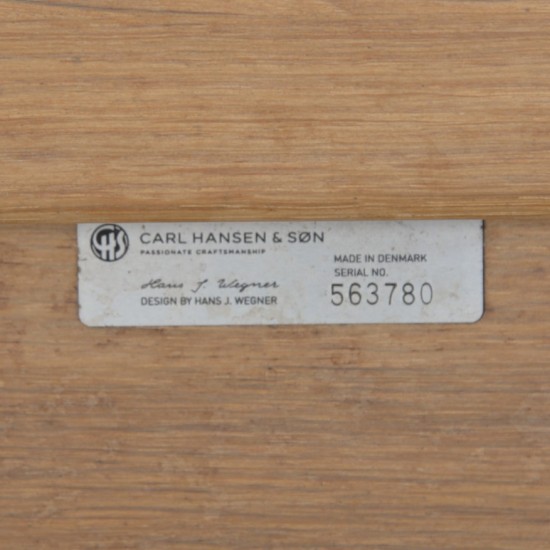 CHS
CARL HANSEN & SØN
PASSIONATE CRAFTSMANSHIP
Hans J. Wegner
DESIGN BY HANS J. WEGNER
MADE IN DENMARK
SERIAL NO.
563780